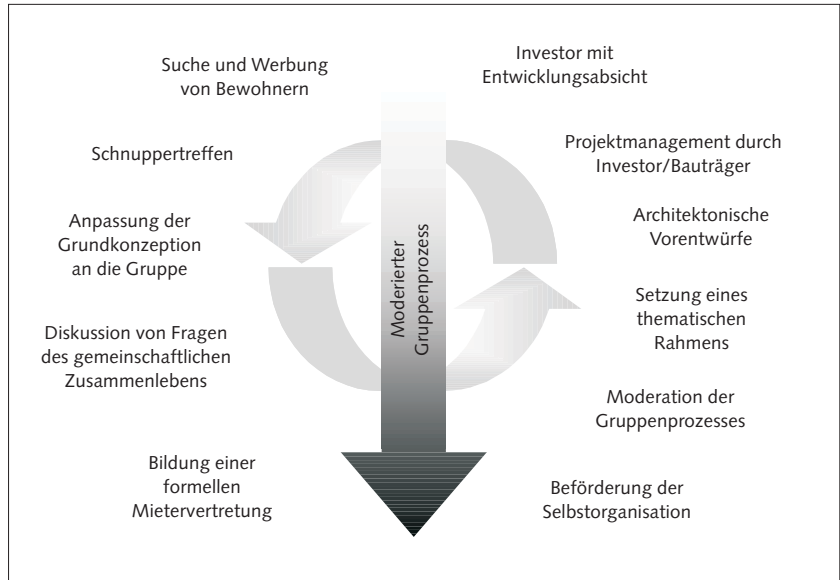 Suche und Werbung
von Bewohnern
Schnuppertreffen
Anpassung der
Grundkonzeption
an die Gruppe
Diskussion von Fragen
des gemeinschaftlichen
Zusammenlebens
Bildung einer
formellen
Mietervertretung
Moderierter
Gruppenprozess
Investor mit
Entwicklungsabsicht
Projektmanagement durch
Investor/Bauträger
Architektonische
Vorentwürfe
Setzung eines
thematischen
Rahmens
Moderation der
Gruppenprozesses
Beförderung der
Selbstorganisation